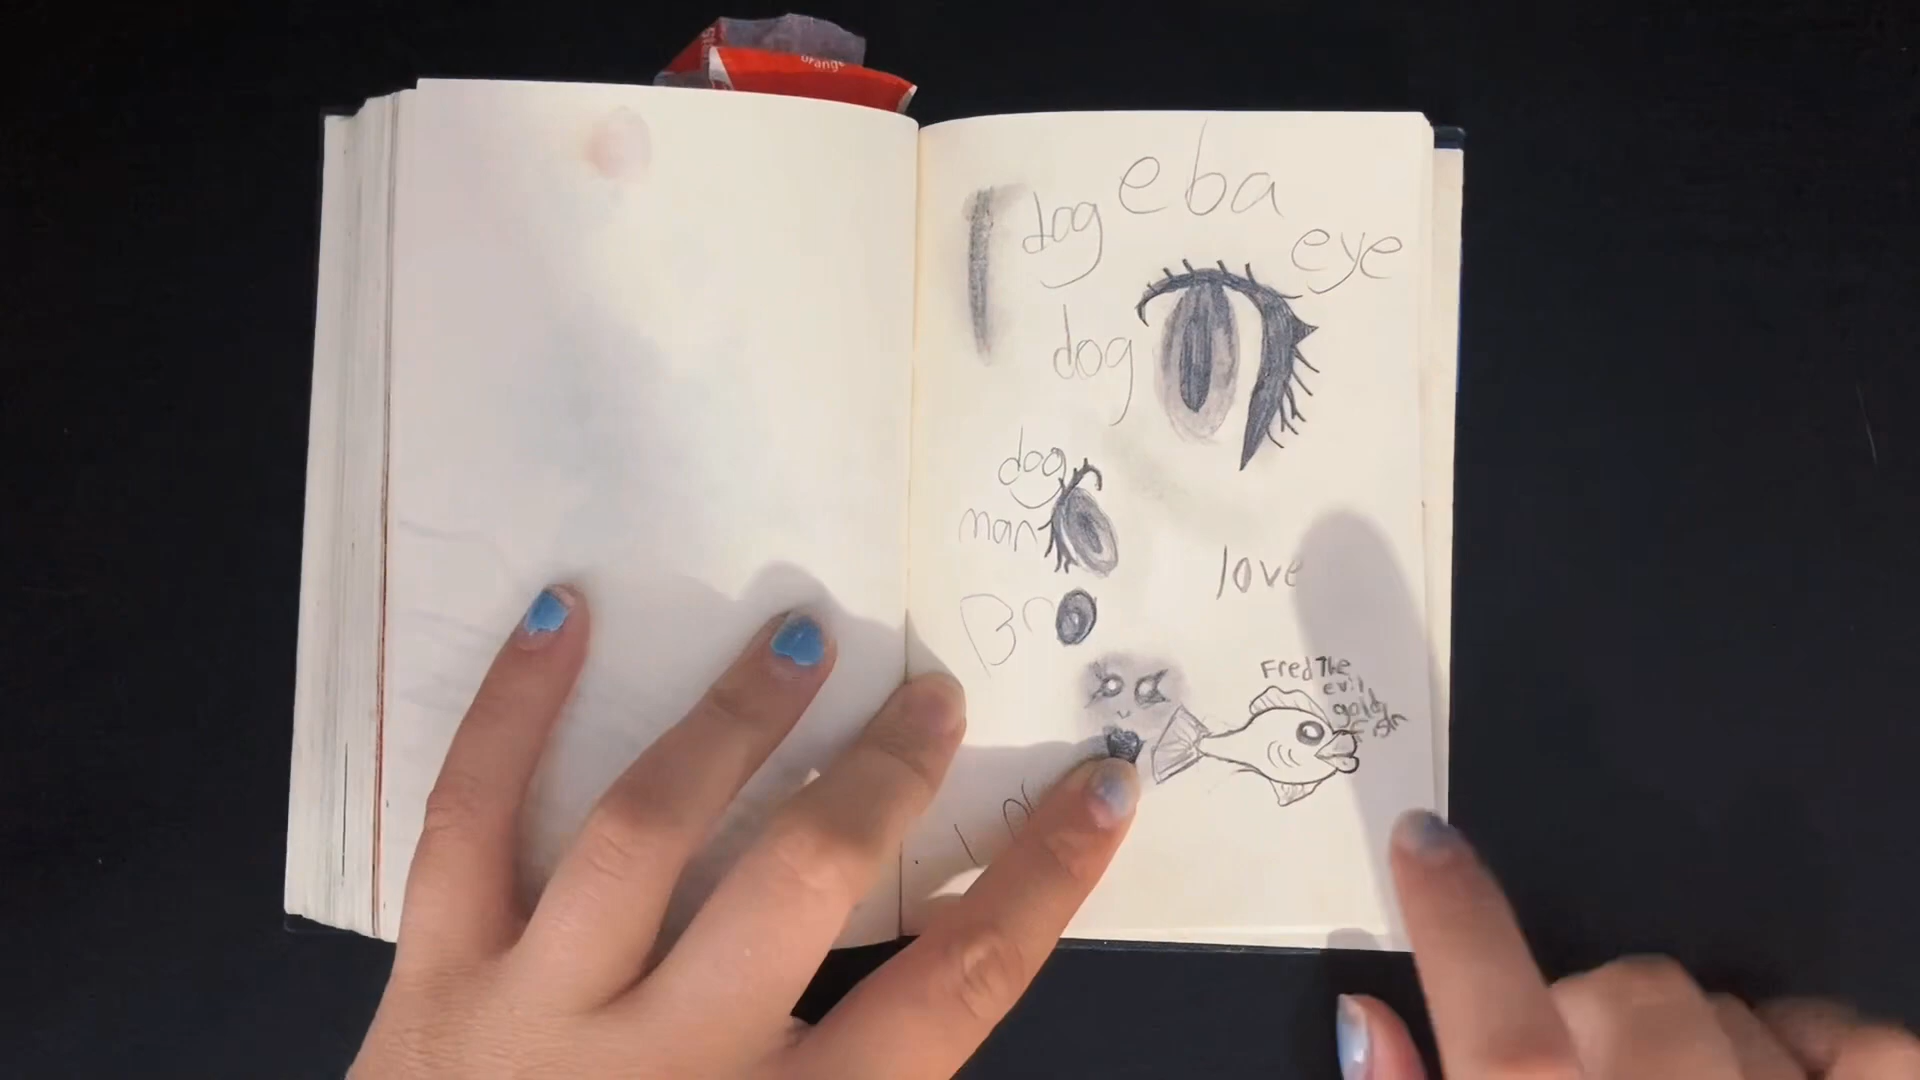 orange
eba
dog
eye
dog
dog
man
love
Bro
Fred The
evil
gold
fish